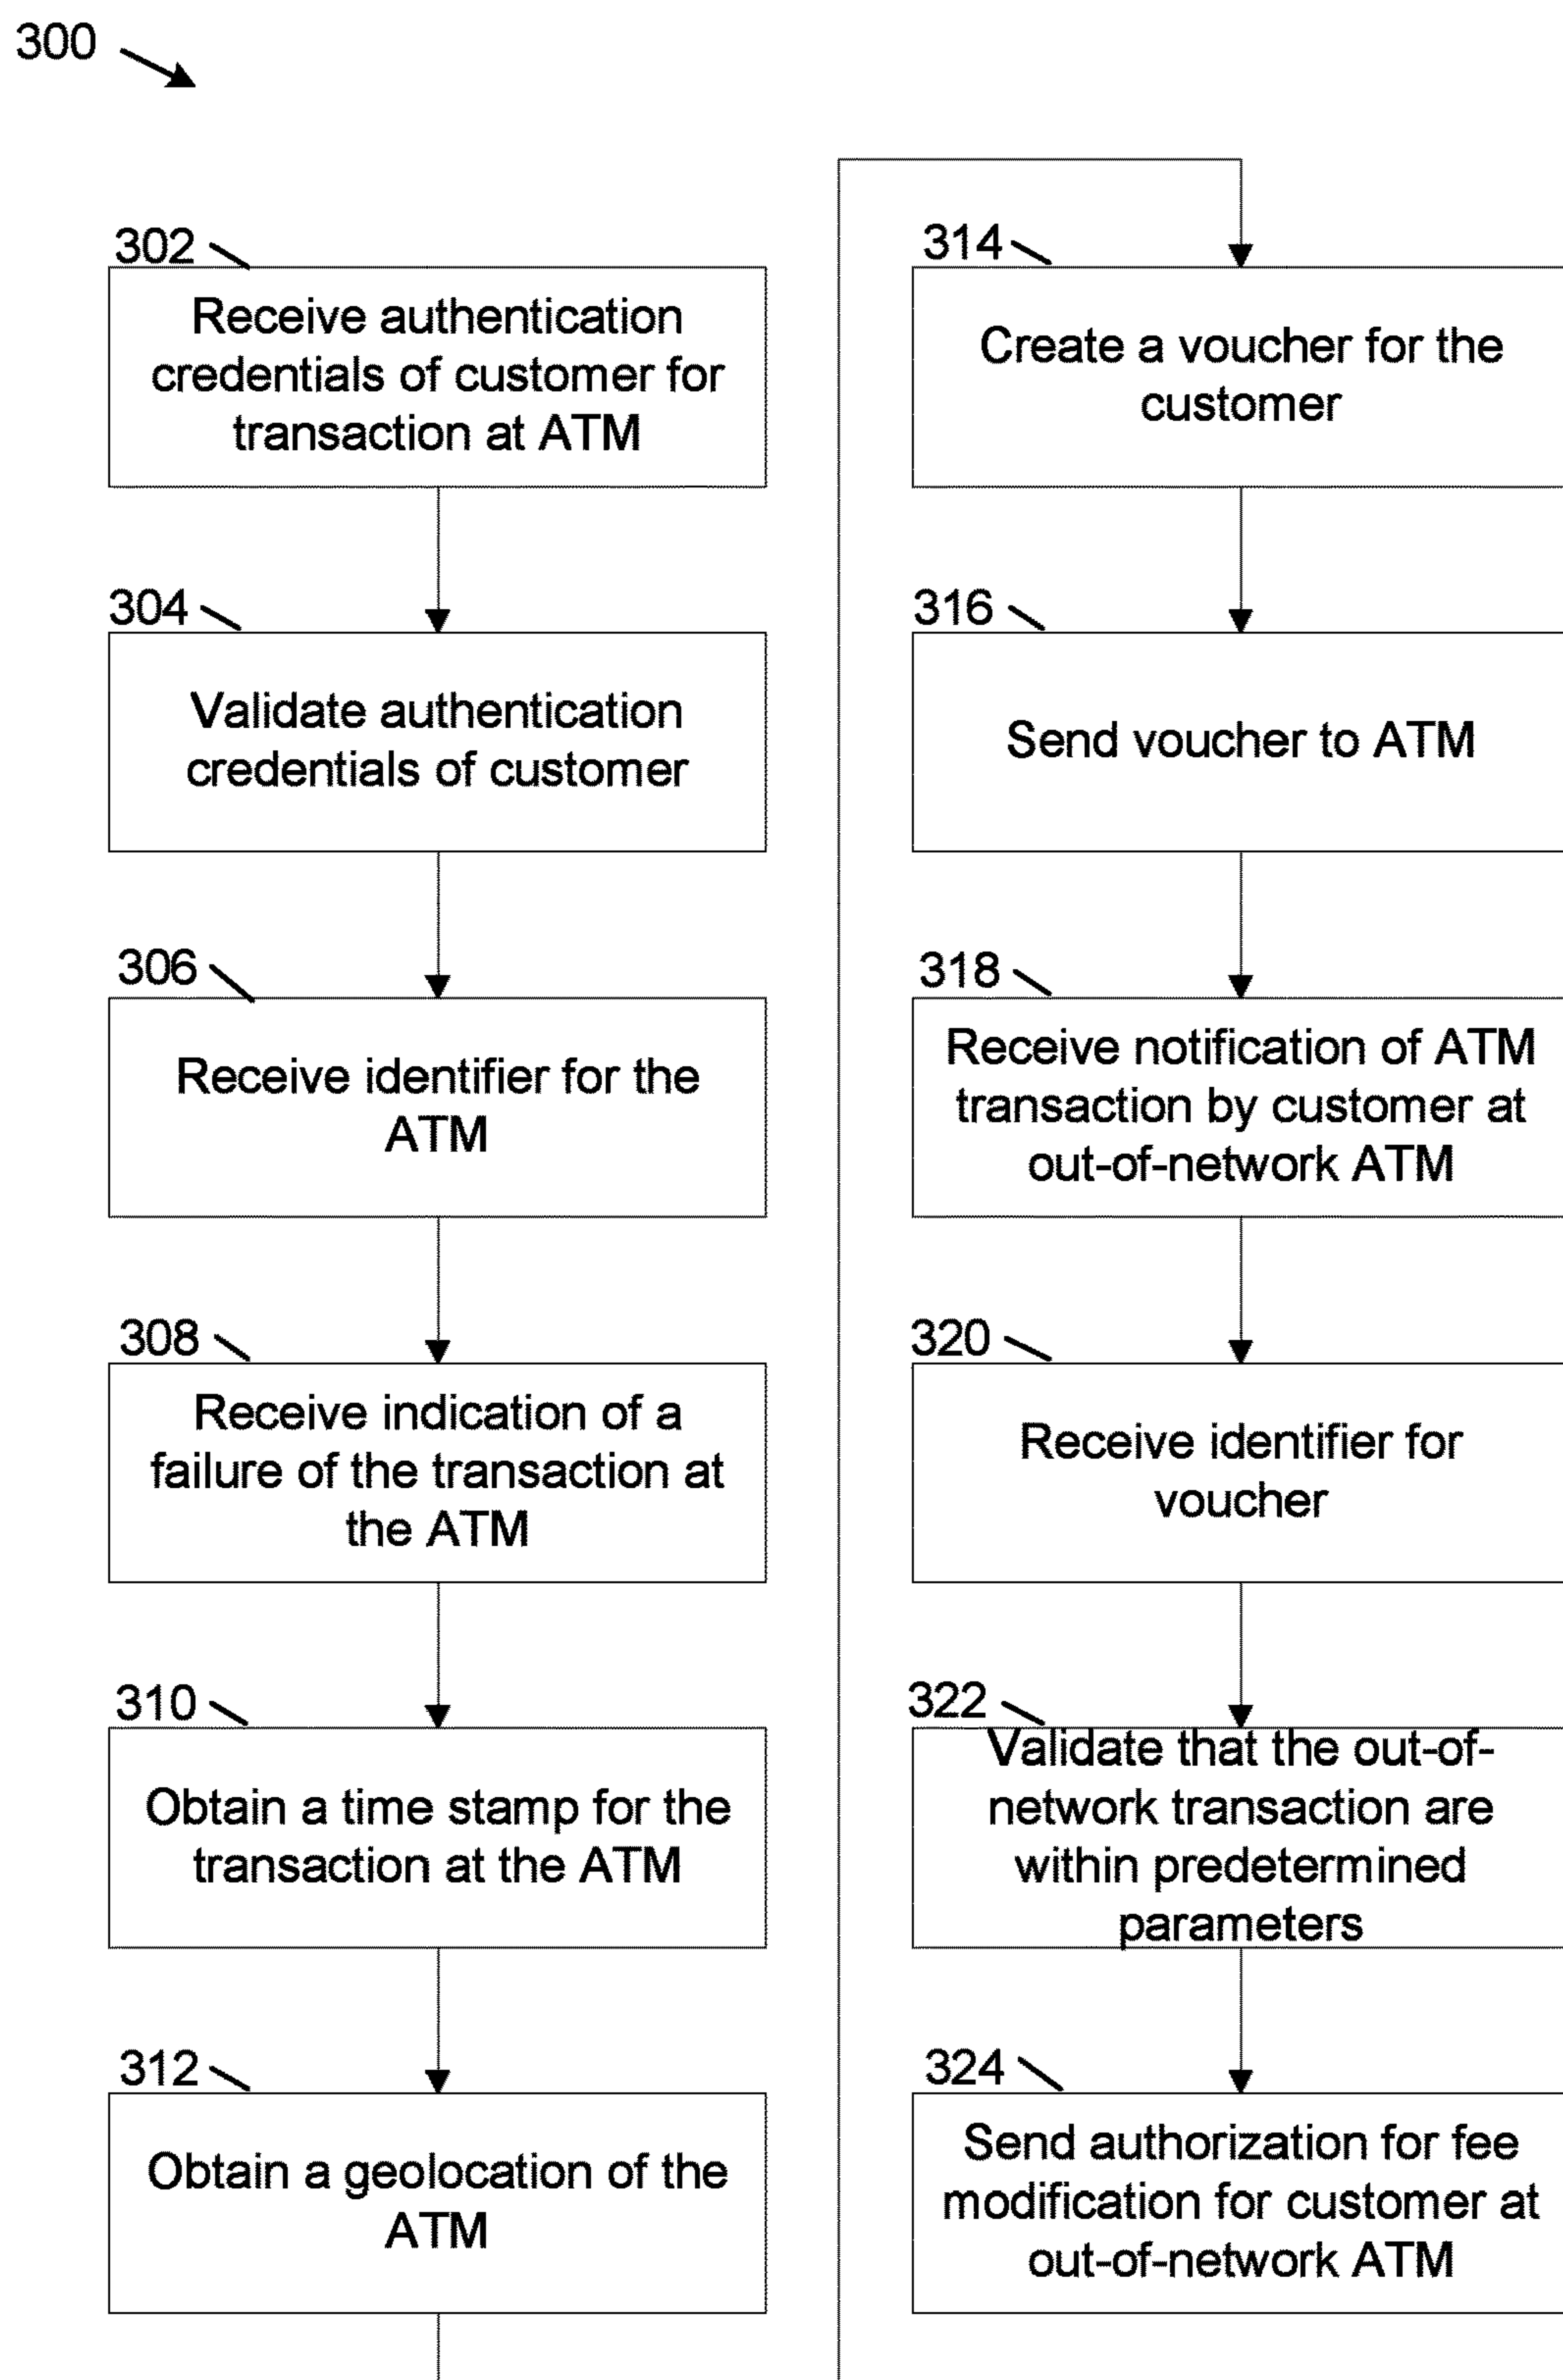 300
302
Receive authentication
credentials of customer for
transaction at ATM
304
Validate authentication
credentials of customer
306
Receive identifier for the
ATM
308
Receive indication of a
failure of the transaction at
the ATM
310
Obtain a time stamp for the
transaction at the ATM
312
Obtain a geolocation of the
ATM
314
Create a voucher for the
customer
316
Send voucher to ATM
318
Receive notification of ATM
transaction by customer at
out-of-network ATM
320
Receive identifier for
voucher
322
Validate that the out-of-
network transaction are
within predetermined
parameters
324
Send authorization for fee
modification for customer at
out-of-network ATM